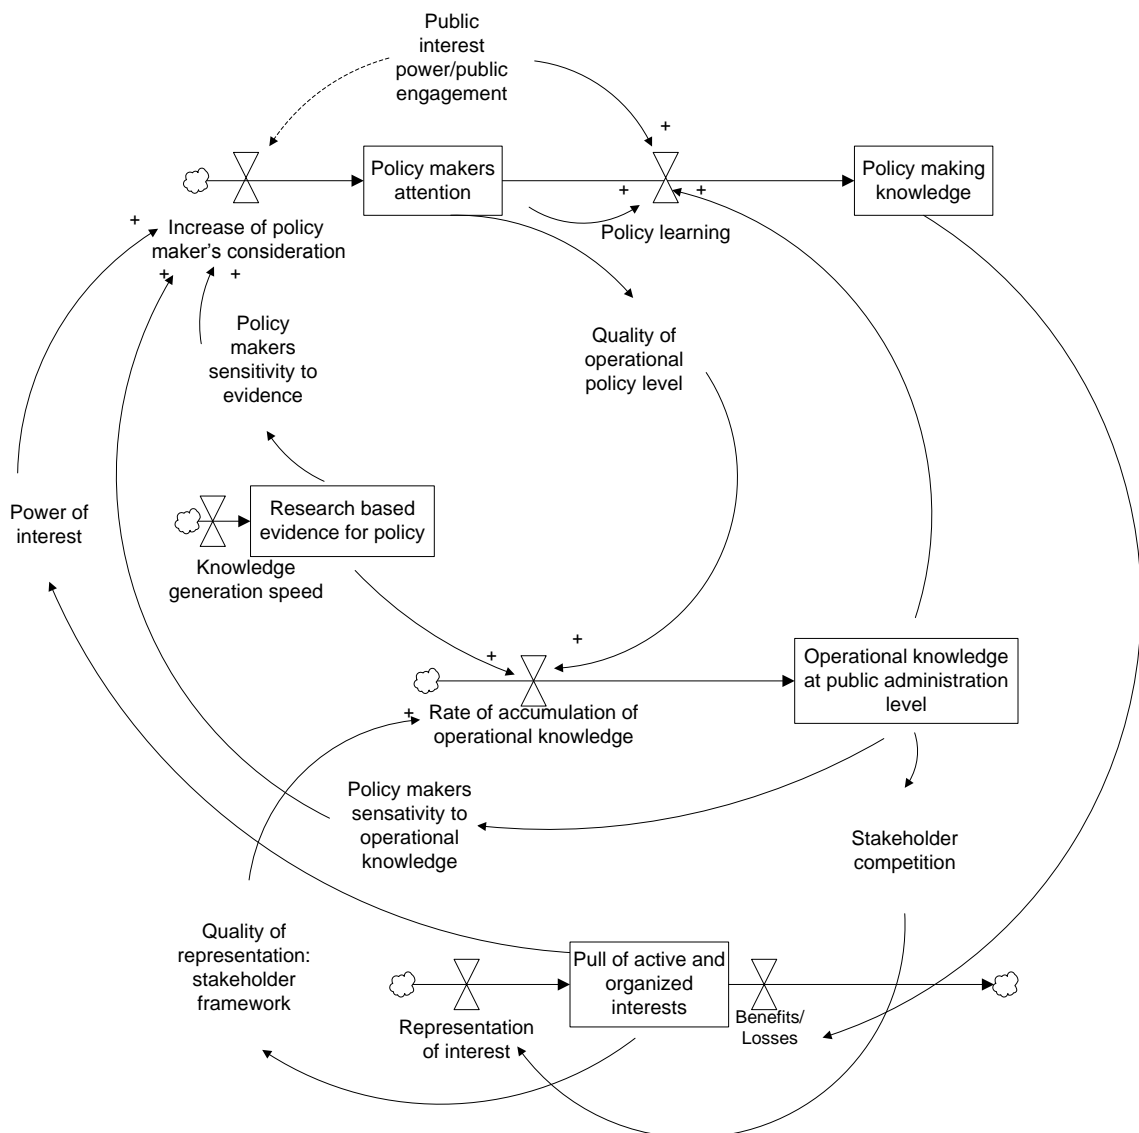 Public
interest
power/public
engagement
+
Policy makers
attention
Policy making
knowledge
+
+
Policy learning
+
Increase of policy
maker's consideration
+
+
Policy
makers
sensitivity to
evidence
Quality of
operational
policy level
Power of
interest
Research based
evidence for policy
Knowledge
generation speed
+
+
Operational knowledge
at public administration
level
+
Rate of accumulation of
operational knowledge
Policy makers
sensativity to
operational
knowledge
Stakeholder
competition
Quality of
representation:
stakeholder
framework
Pull of active and
organized
interests
Representation
of interest
Benefits/
Losses